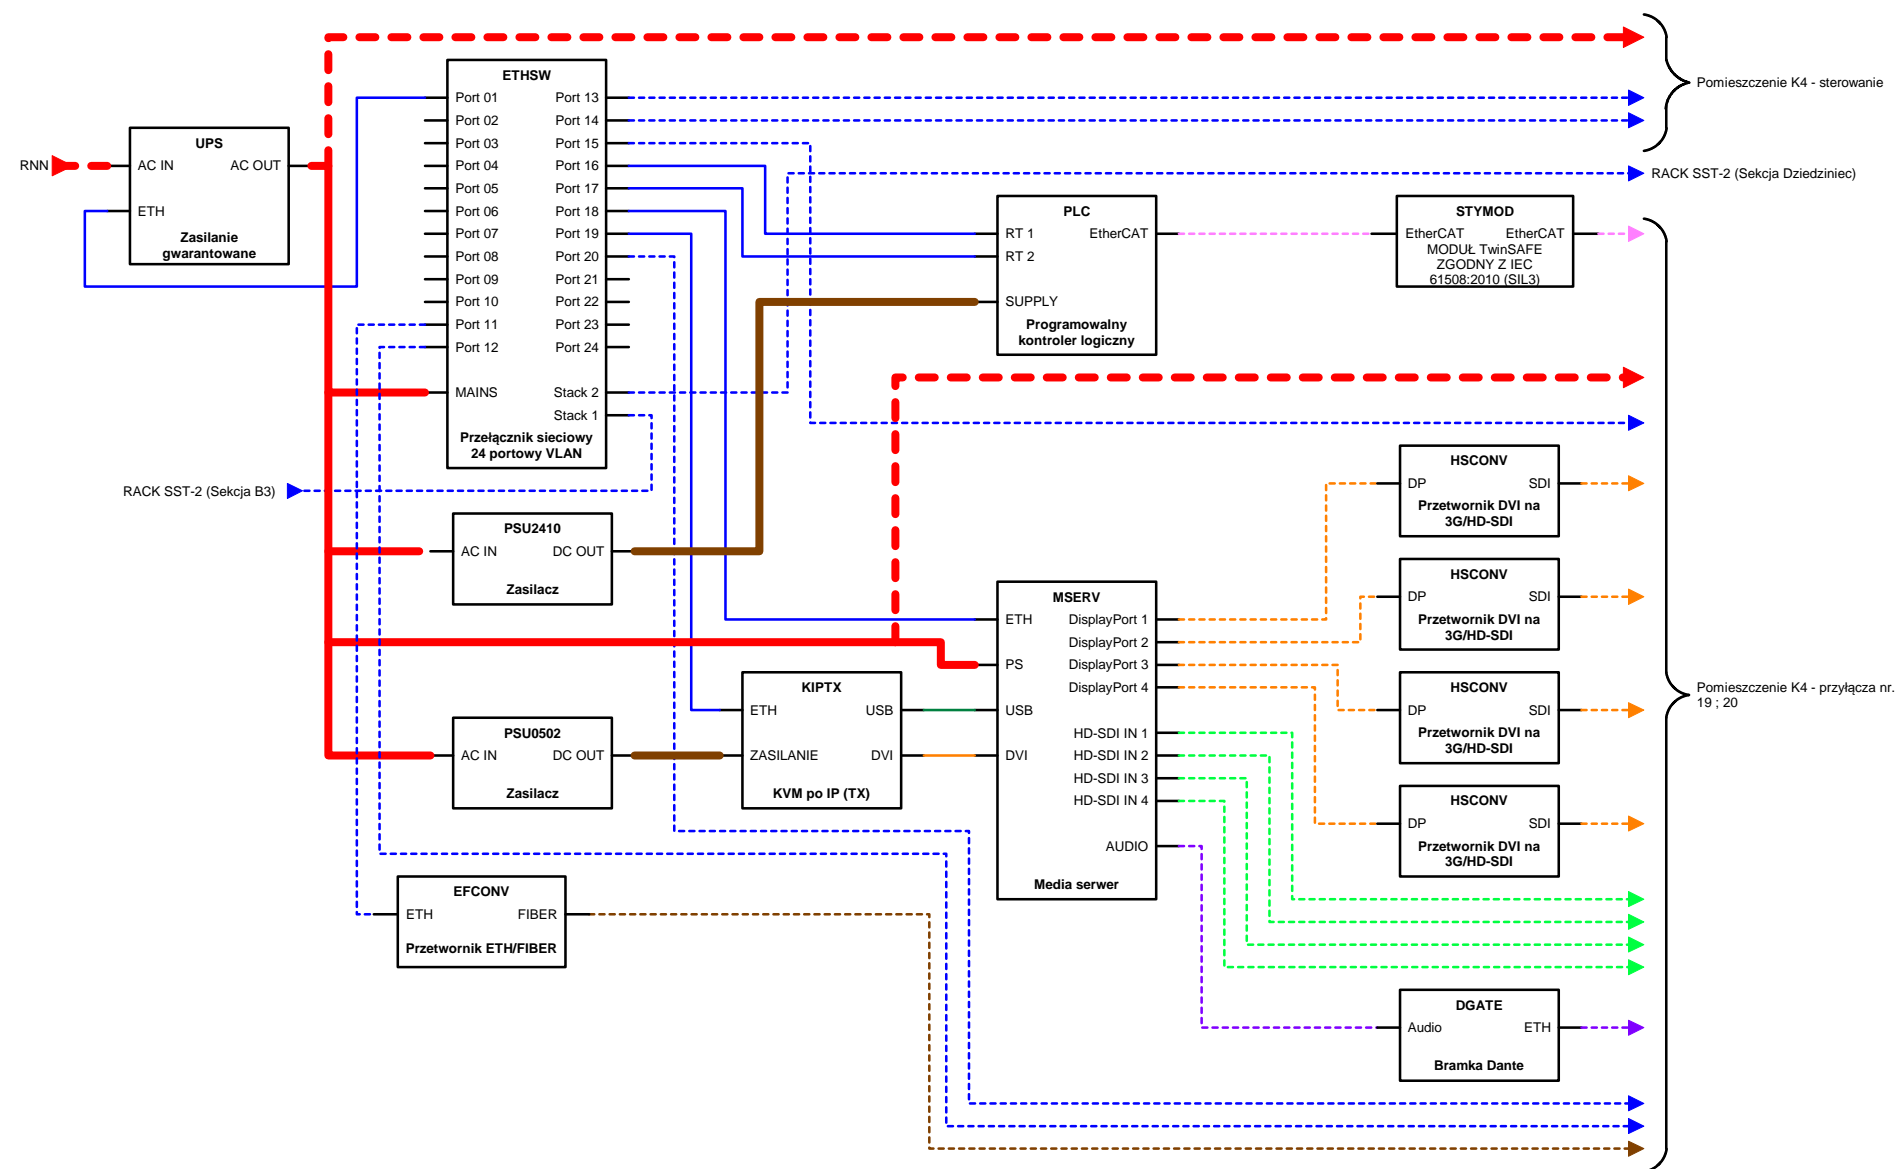 Pomieszczenie K4 - sterowanie
RNN
UPS
AC IN
AC OUT
ETH
Zasilanie
gwarantowane
ETHSW
Port 01
Port 13
Port 02
Port 14
Port 03
Port 15
Port 04
Port 16
Port 05
Port 17
Port 06
Port 18
Port 07
Port 19
Port 08
Port 20
Port 09
Port 21
Port 10
Port 22
Port 11
Port 23
Port 12
Port 24
MAINS
Stack 2
Stack 1
Przełącznik sieciowy
24 portowy VLAN
RACK SST-2 (Sekcja Dziedziniec)
PLC
RT 1
EtherCAT
RT 2
SUPPLY
Programowalny
kontroler logiczny
STYMOD
EtherCAT
EtherCAT
MODUŁ TwinSAFE
ZGODNY Z IEC
61508:2010 (SIL3)
RACK SST-2 (Sekcja B3)
PSU2410
AC IN
DC OUT
Zasilacz
PSU0502
AC IN
DC OUT
Zasilacz
KIPTX
ETH
USB
ZASILANIE
DVI
KVM po IP (TX)
MSERV
ETH
DisplayPort 1
DisplayPort 2
PS
DisplayPort 3
DisplayPort 4
USB
HD-SDI IN 1
DVI
HD-SDI IN 2
HD-SDI IN 3
HD-SDI IN 4
AUDIO
Media serwer
HSCONV
DP
SDI
Przetwornik DVI na
3G/HD-SDI
HSCONV
DP
SDI
Przetwornik DVI na
3G/HD-SDI
HSCONV
DP
SDI
Przetwornik DVI na
3G/HD-SDI
HSCONV
DP
SDI
Przetwornik DVI na
3G/HD-SDI
Pomieszczenie K4 - przyłącza nr.
19 ; 20
EFCONV
ETH
FIBER
Przetwornik ETH/FIBER
DGATE
Audio
ETH
Bramka Dante